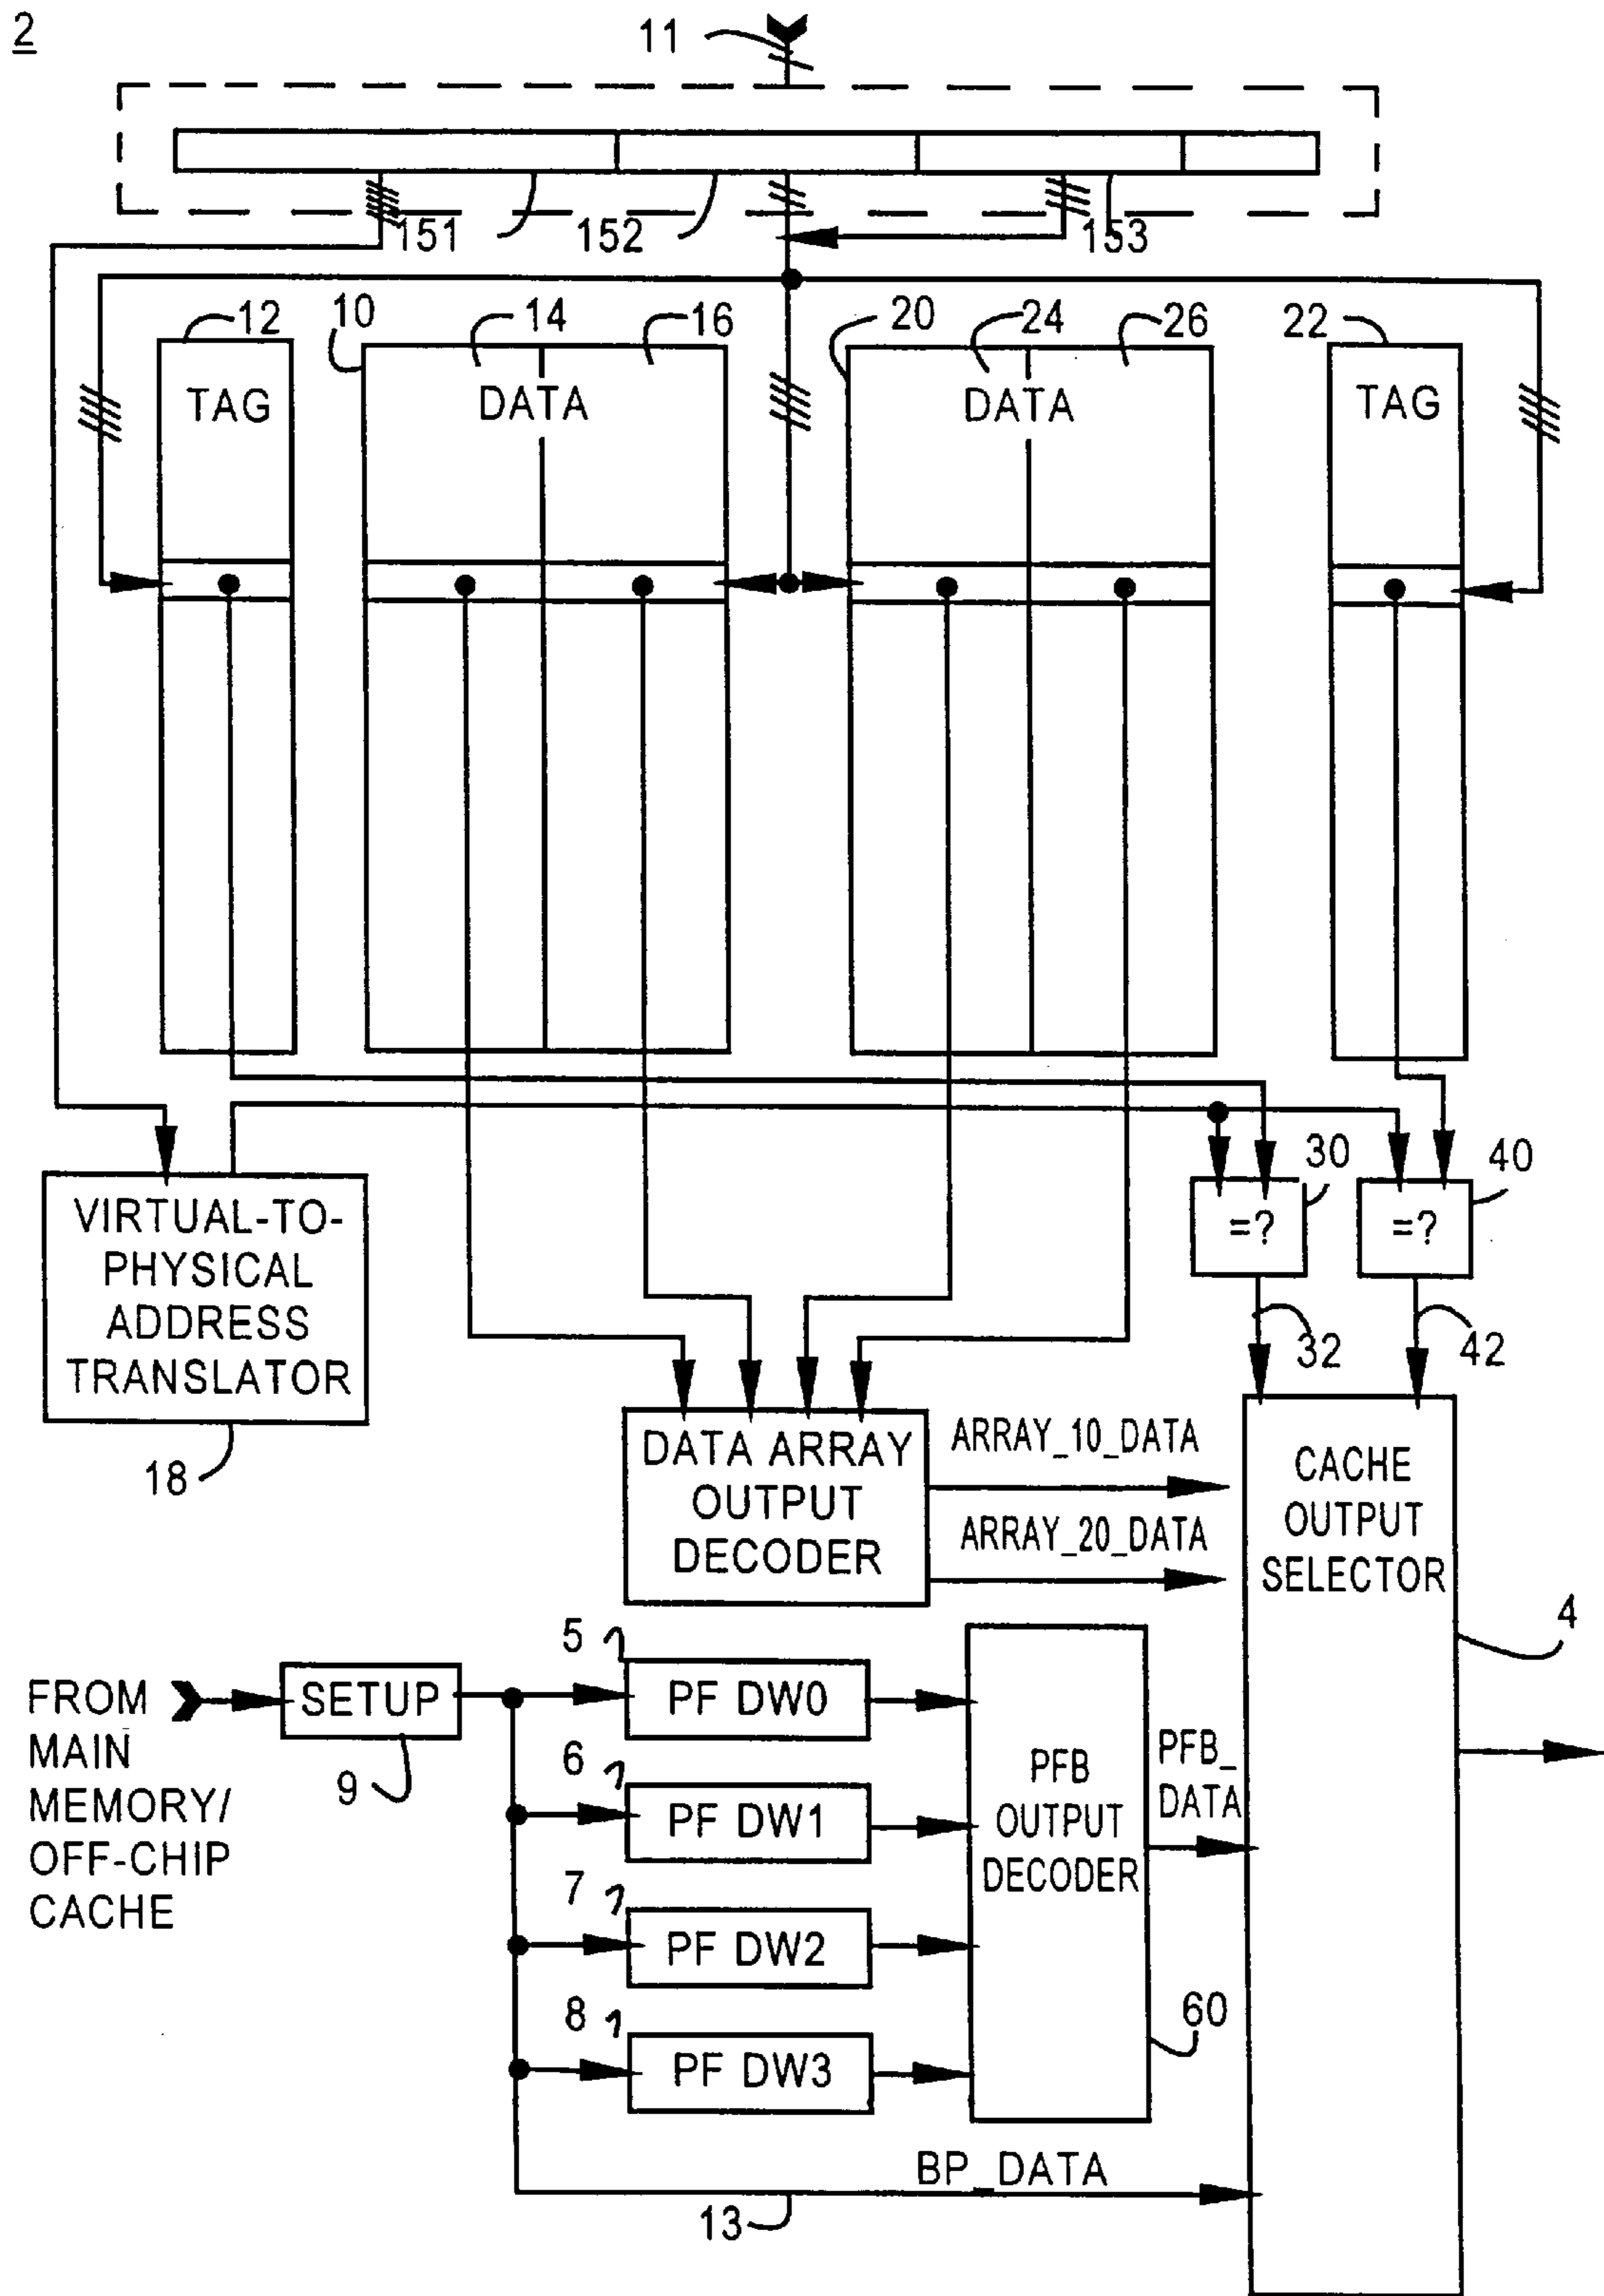 2
11
151
152
153
12
10
14
16
20
24
26
22
TAG
DATA
DATA
TAG
30
40
=?
=?
VIRTUAL-TO-
PHYSICAL
ADDRESS
TRANSLATOR
18
32
42
DATA ARRAY
OUTPUT
DECODER
ARRAY_10_DATA
ARRAY_20_DATA
CACHE
OUTPUT
SELECTOR
4
FROM
MAIN
MEMORY/
OFF-CHIP
CACHE
SETUP
9
5
PF DW0
6
PF DW1
7
PF DW2
8
PF DW3
PFB
OUTPUT
DECODER
PFB_
DATA
60
BP_DATA
13